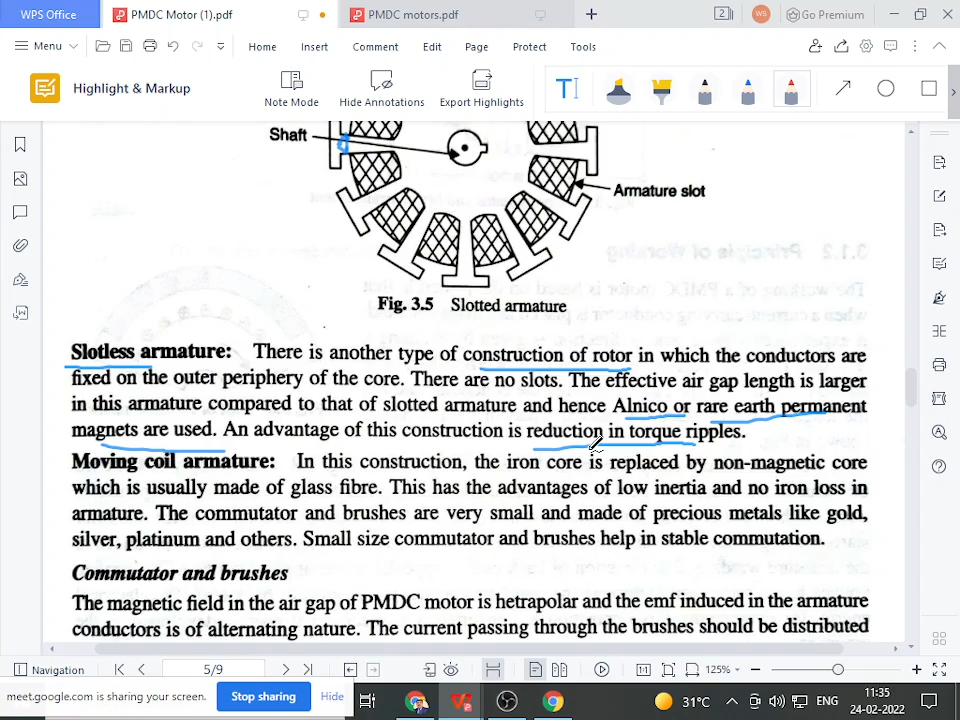 WPS Office
PMDC Motor (1).pdf
PMDC motors.pdf
2
WS
Go Premium
Menu
Home
Insert
Comment
Edit
Page
Protect
Tools
Highlight & Markup
Note Mode
Hide Annotations
Export Highlights
Shaft
Armature slot
Fig. 3.5 Slotted armature
Slotless armature: There is another type of construction of rotor in which the conductors are
fixed on the outer periphery of the core. There are no slots. The effective air gap length is larger
in this armature compared to that of slotted armature and hence Alnico or rare earth permanent
magnets are used. An advantage of this construction is reduction in torque ripples.
Moving coil armature: In this construction, the iron core is replaced by non-magnetic core
which is usually made of glass fibre. This has the advantages of low inertia and no iron loss in
armature. The commutator and brushes are very small and made of precious metals like gold,
silver, platinum and others. Small size commutator and brushes help in stable commutation.
Commutator and brushes
The magnetic field in the air gap of PMDC motor is hetrapolar and the emf induced in the armature
conductors is of alternating nature. The current passing through the brushes should be distributed
Navigation
5/9
1:1
125%
meet.google.com is sharing your screen.
Stop sharing
Hide
31°C
ENG
11:35
24-02-2022